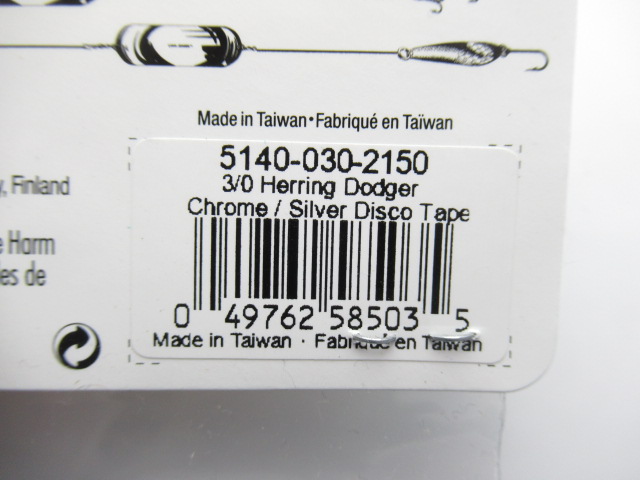 Made in Taiwan•Fabriqué en Taïwan
5140-030-2150
3/0 Herring Dodger
Chrome / Silver Disco Tape
0 49762 58503 5
Made in Taiwan · Fabriqué en Taiwan
, Finland
Harm
es de